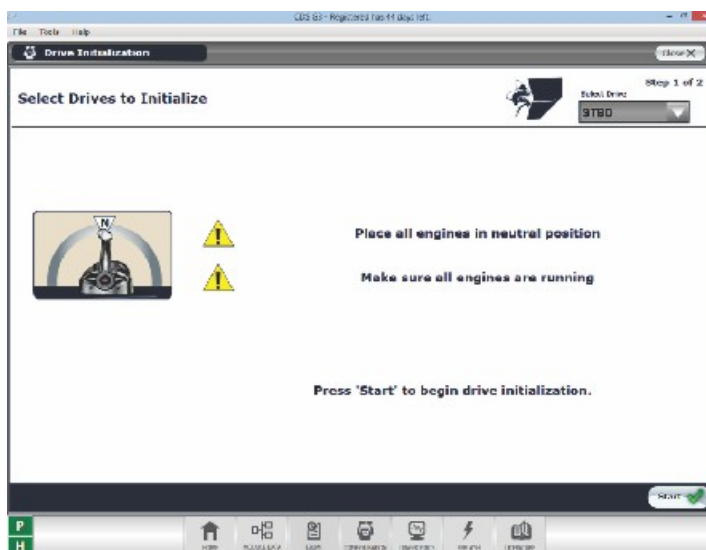 CDS G3 - Registered has 44 days left.
File Tools Help
Drive Initialization
Close X
Select Drives to Initialize
Step 1 of 2
Select Drive
STBD
N
Place all engines in neutral position
Make sure all engines are running
Press 'Start' to begin drive initialization.
Start
P
H
HOME